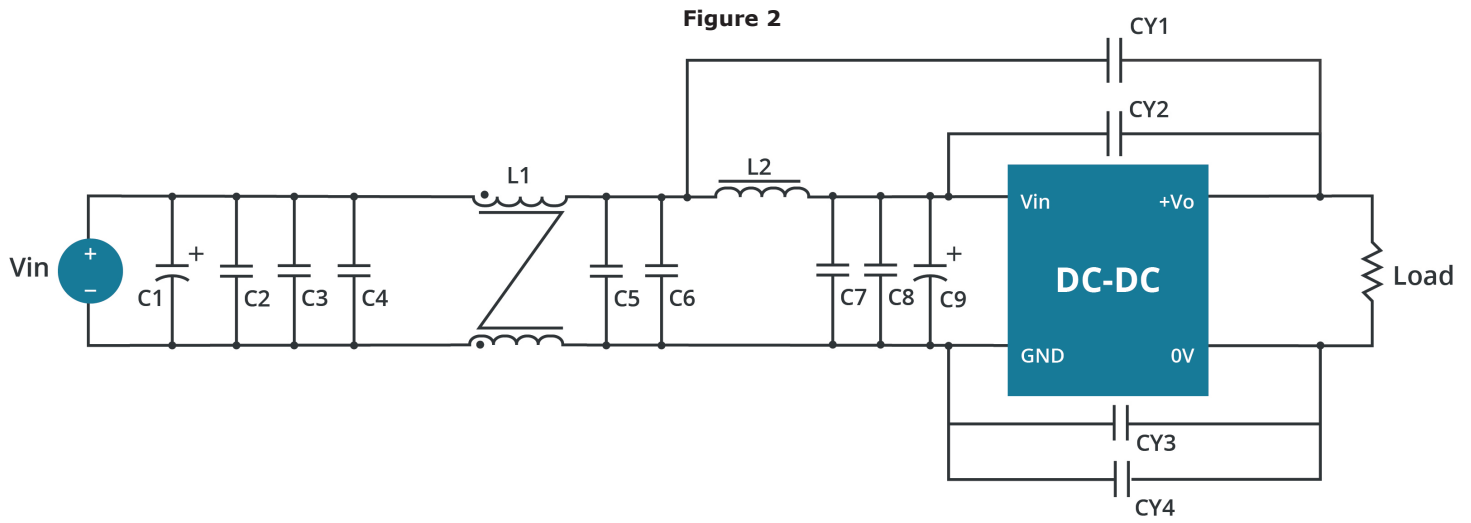 Figure 2
CY1
CY2
L1
L2
Vin
+
−
+
C1
C2
C3
C4
C5
C6
C7
C8
+
C9
Vin
+Vo
DC-DC
GND
0V
Load
CY3
CY4